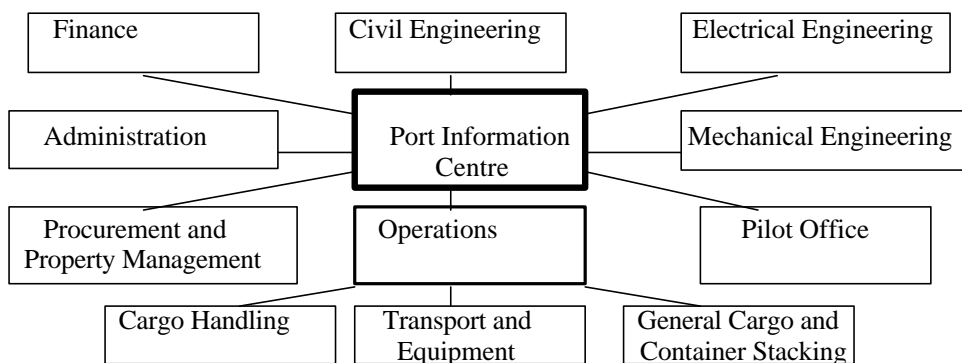 Finance
Civil Engineering
Electrical Engineering
Administration
Port Information
Centre
Mechanical Engineering
Procurement and
Property Management
Operations
Pilot Office
Cargo Handling
Transport and
Equipment
General Cargo and
Container Stacking